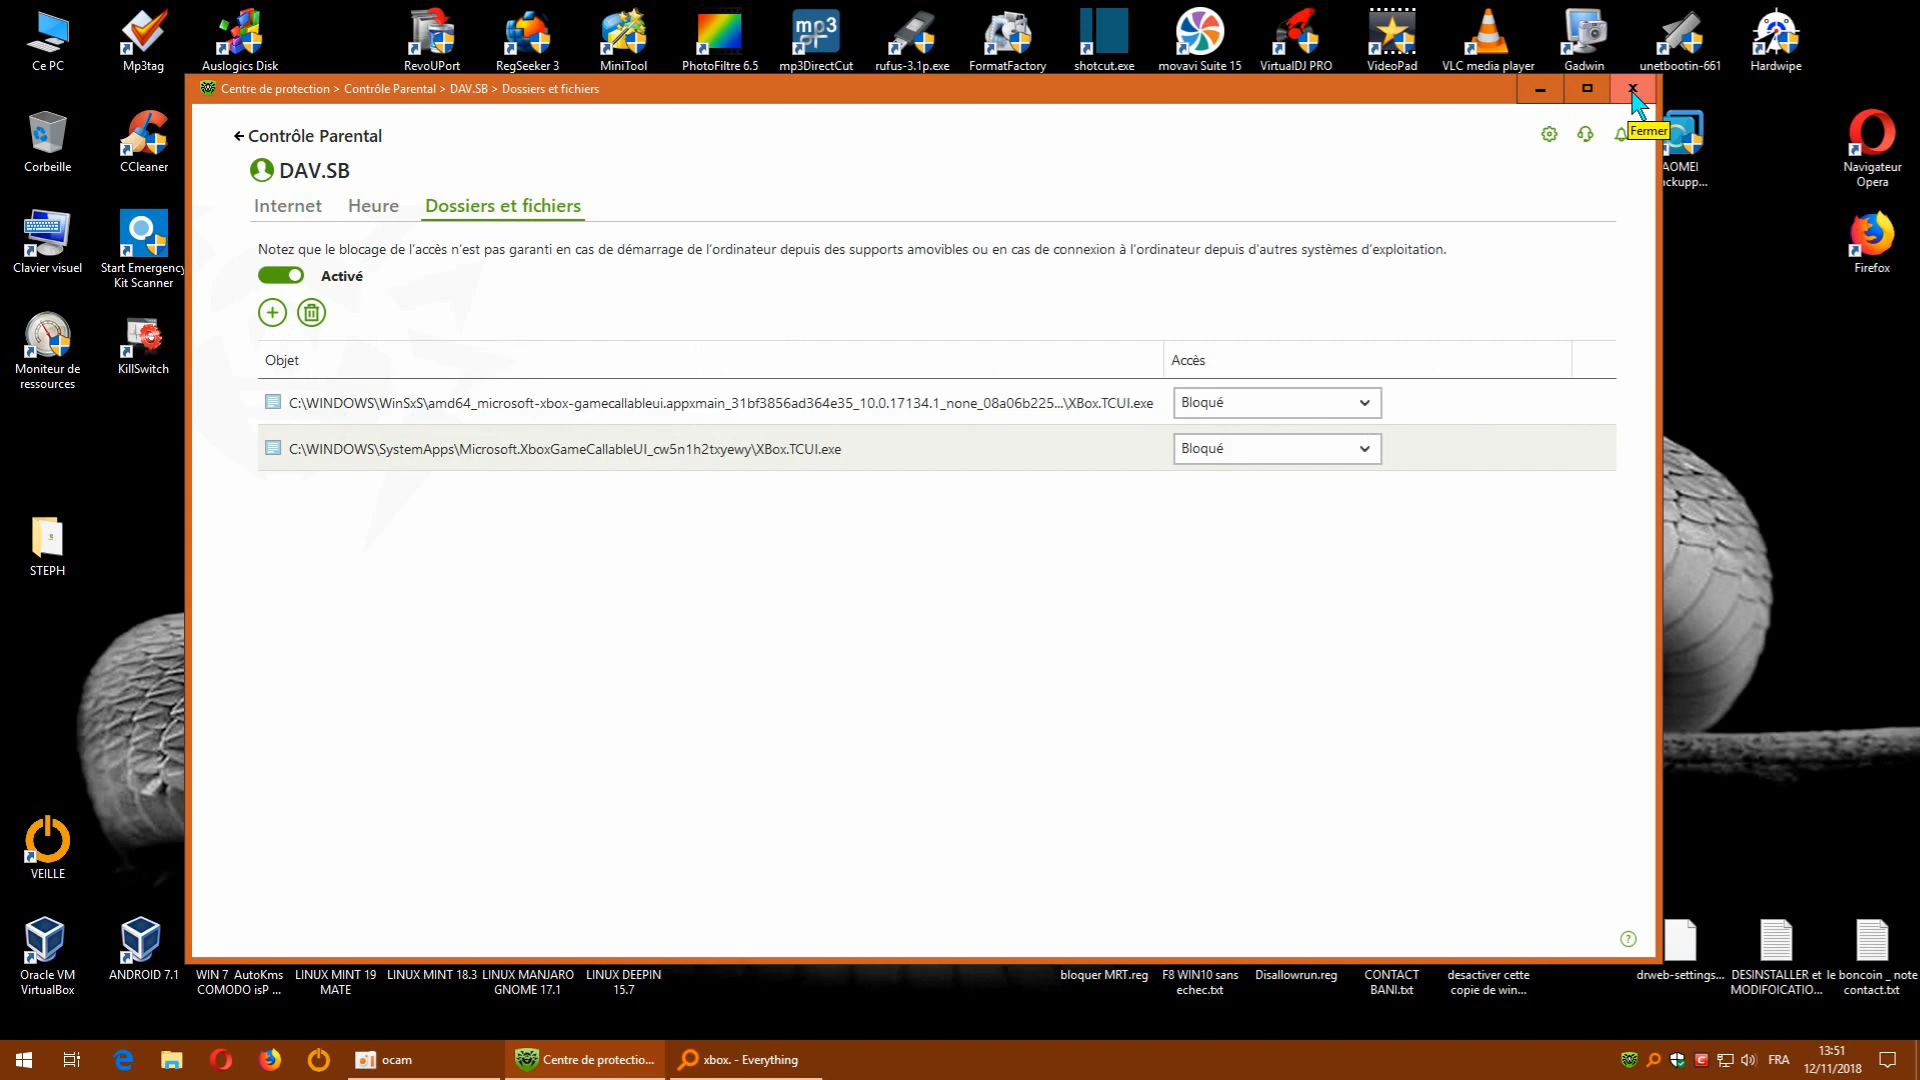 Ce PC
Mp3tag
Auslogics Disk
RevoUPort
RegSeeker 3
MiniTool
PhotoFiltre 6.5
mp3
mp3DirectCut
rufus-3.1p.exe
FormatFactory
shotcut.exe
movavi Suite 15
VirtualDJ PRO
VideoPad
VLC media player
Gadwin
unetbootin-661
Hardwipe
Centre de protection > Contrôle Parental > DAV.SB > Dossiers et fichiers
Fermer
Contrôle Parental
DAV.SB
Internet
Heure
Dossiers et fichiers
Notez que le blocage de l'accès n'est pas garanti en cas de démarrage de l'ordinateur depuis des supports amovibles ou en cas de connexion à l'ordinateur depuis d'autres systèmes d'exploitation.
Activé
Objet
Accès
C:\WINDOWS\WinSxS\amd64_microsoft-xbox-gamecallableui.appxmain_31bf3856ad364e35_10.0.17134.1_none_08a06b225...\XBox.TCUI.exe
Bloqué
C:\WINDOWS\SystemApps\Microsoft.XboxGameCallableUI_cw5n1h2txyewy\XBox.TCUI.exe
Bloqué
Corbeille
CCleaner
Clavier visuel
Start Emergency
Kit Scanner
Moniteur de
ressources
KillSwitch
STEPH
VEILLE
AOMEI
ackupp...
Navigateur
Opera
Firefox
Oracle VM
VirtualBox
ANDROID 7.1
WIN 7 AutoKms
COMODO isP ...
LINUX MINT 19
MATE
LINUX MINT 18.3
LINUX MANJARO
GNOME 17.1
LINUX DEEPIN
15.7
bloquer MRT.reg
F8 WIN10 sans
echec.txt
Disallowrun.reg
CONTACT
BANI.txt
desactiver cette
copie de win...
drweb-settings...
DESINSTALLER et
MODIFOICATIO...
le boncoin _ note
contact.txt
ocam
Centre de protectio...
xbox. - Everything
FRA
13:51
12/11/2018